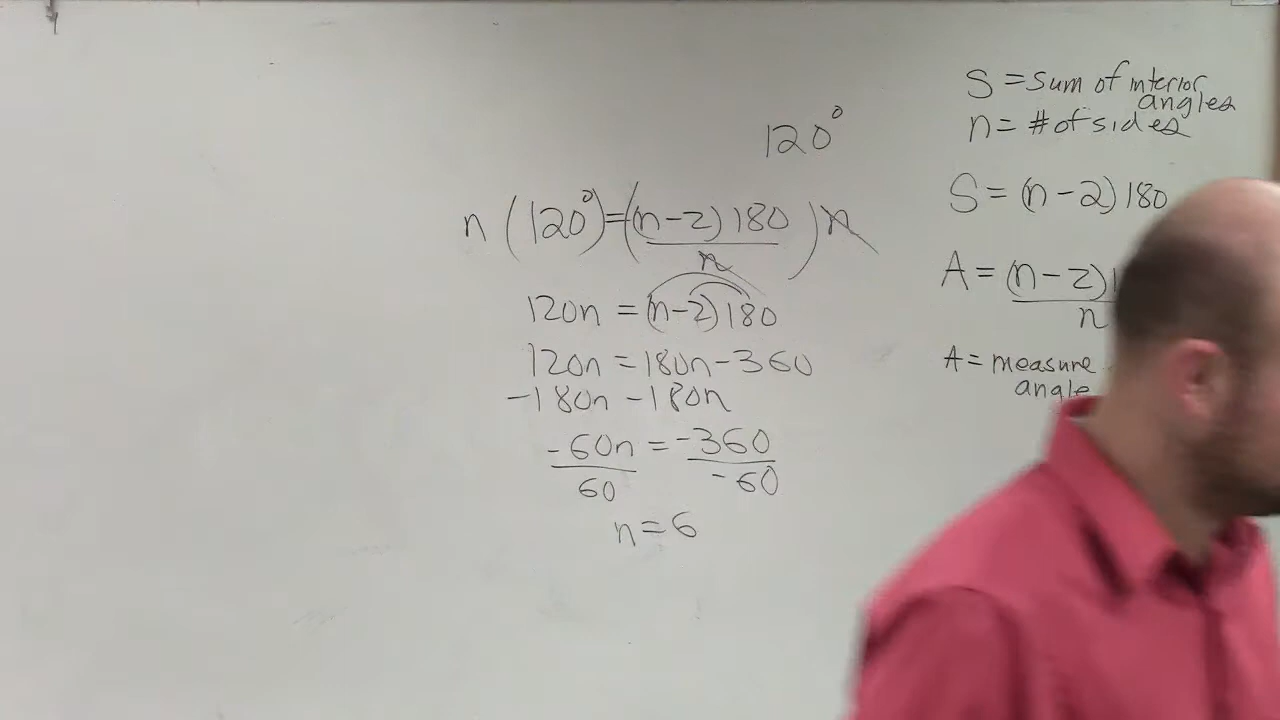 120°
n(120°)=((n-2)180)n
n
120n = (n-2)180
120n = 180n-360
-180n -180n
-60n = -360
60 -60
n = 6
S = sum of interior
angles
n = # of sides
S = (n-2)180
A = (n-2)1
n
A = measure
angle